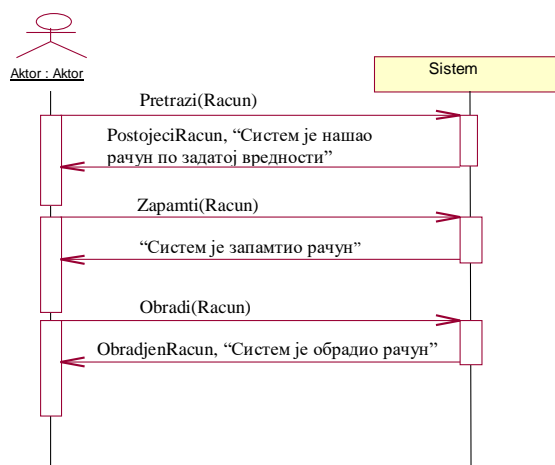 Aktor : Aktor
Sistem
Pretrazi(Racun)
PostojeciRacun, “Систем је нашао
рачун по задатој вредности”
Zapamti(Racun)
“Систем је запамтио рачун”
Obradi(Racun)
ObradjenRacun, “Систем је обрадио рачун”